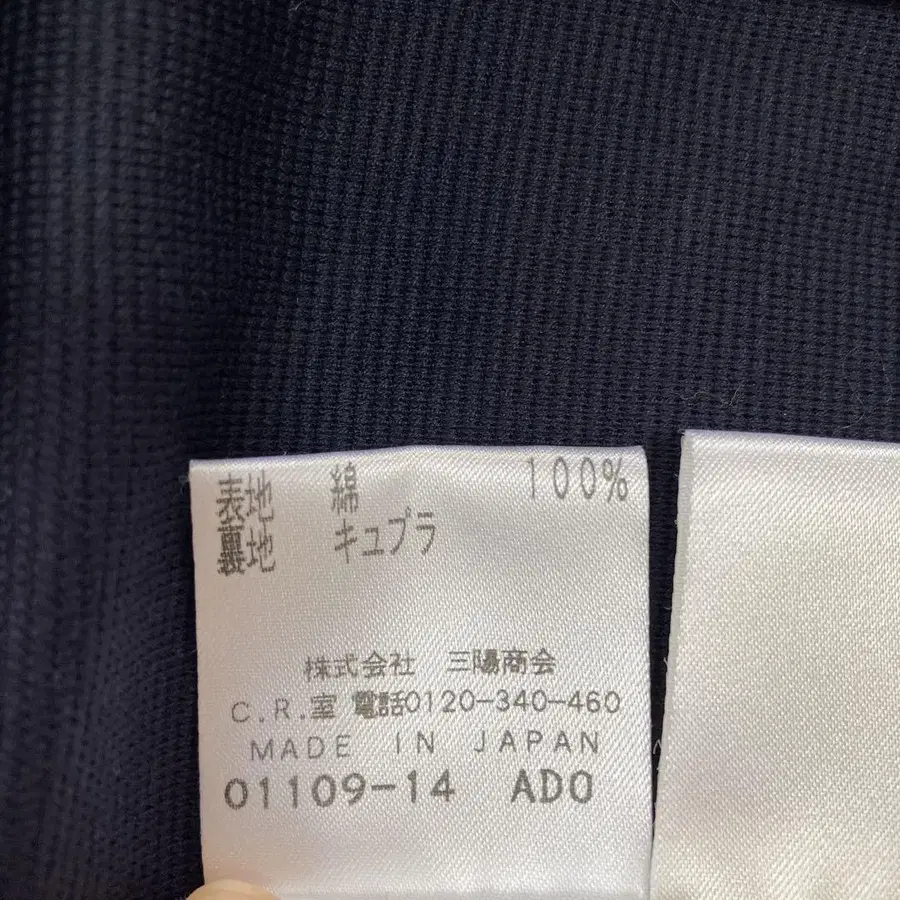 表地 綿 100%
裏地 キュプラ
株式会社 三陽商会
C.R.室 電話0120-340-460
MADE IN JAPAN
01109-14 ADO